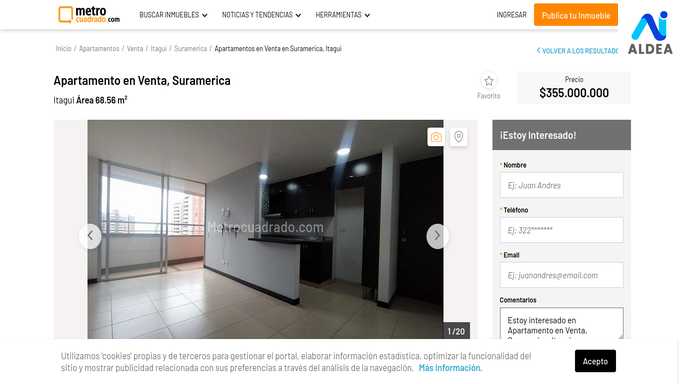 metro
cuadrado.com
BUSCAR INMUEBLES
NOTICIAS Y TENDENCIAS
HERRAMIENTAS
INGRESAR
Publica tu Inmueble
ALDEA
Inicio / Apartamentos / Venta / Itagui / Suramerica / Apartamentos en Venta en Suramerica, Itagui
VOLVER A LOS RESULTAD
Apartamento en Venta, Suramerica
Itagui Área 68.56 m²
Favorito
Precio
$355.000.000
¡Estoy Interesado!
* Nombre
Ej: Juan Andres
* Teléfono
Ej: 322*******
* Email
Ej: juanandres@email.com
Comentarios
Estoy interesado en
Apartamento en Venta,
Metrocuadrado.com
1 / 20
Utilizamos 'cookies' propias y de terceros para gestionar el portal, elaborar información estadística, optimizar la funcionalidad del
sitio y mostrar publicidad relacionada con sus preferencias a través del análisis de la navegación. Más información.
Acepto